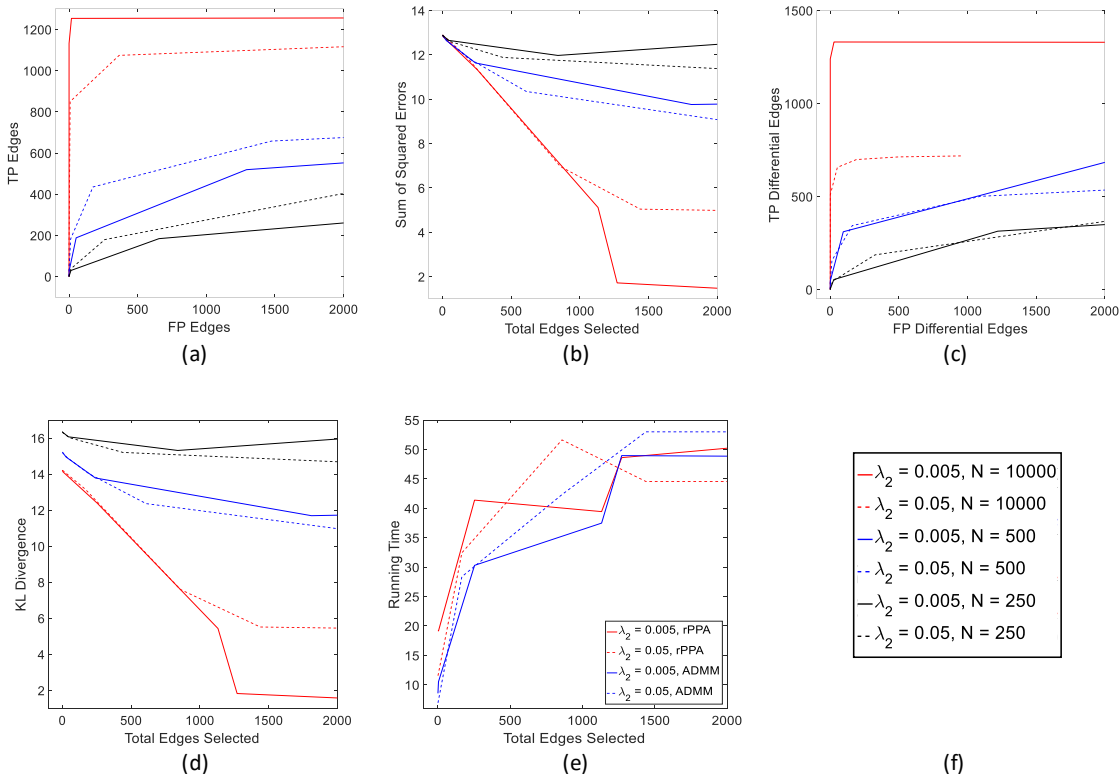 TP Edges
1200
1000
800
600
400
200
0
0 500 1000 1500 2000
FP Edges
(a)
Sum of Squared Errors
14
12
10
8
6
4
2
0 500 1000 1500 2000
Total Edges Selected
(b)
TP Differential Edges
1500
1000
500
0
0 500 1000 1500 2000
FP Differential Edges
(c)
KL Divergence
16
14
12
10
8
6
4
2
0 500 1000 1500 2000
Total Edges Selected
(d)
Running Time
55
50
45
40
35
30
25
20
15
10
λ2 = 0.005, rPPA
λ2 = 0.05, rPPA
λ2 = 0.005, ADMM
λ2 = 0.05, ADMM
0 500 1000 1500 2000
Total Edges Selected
(e)
λ2 = 0.005, N = 10000
λ2 = 0.05, N = 10000
λ2 = 0.005, N = 500
λ2 = 0.05, N = 500
λ2 = 0.005, N = 250
λ2 = 0.05, N = 250
(f)